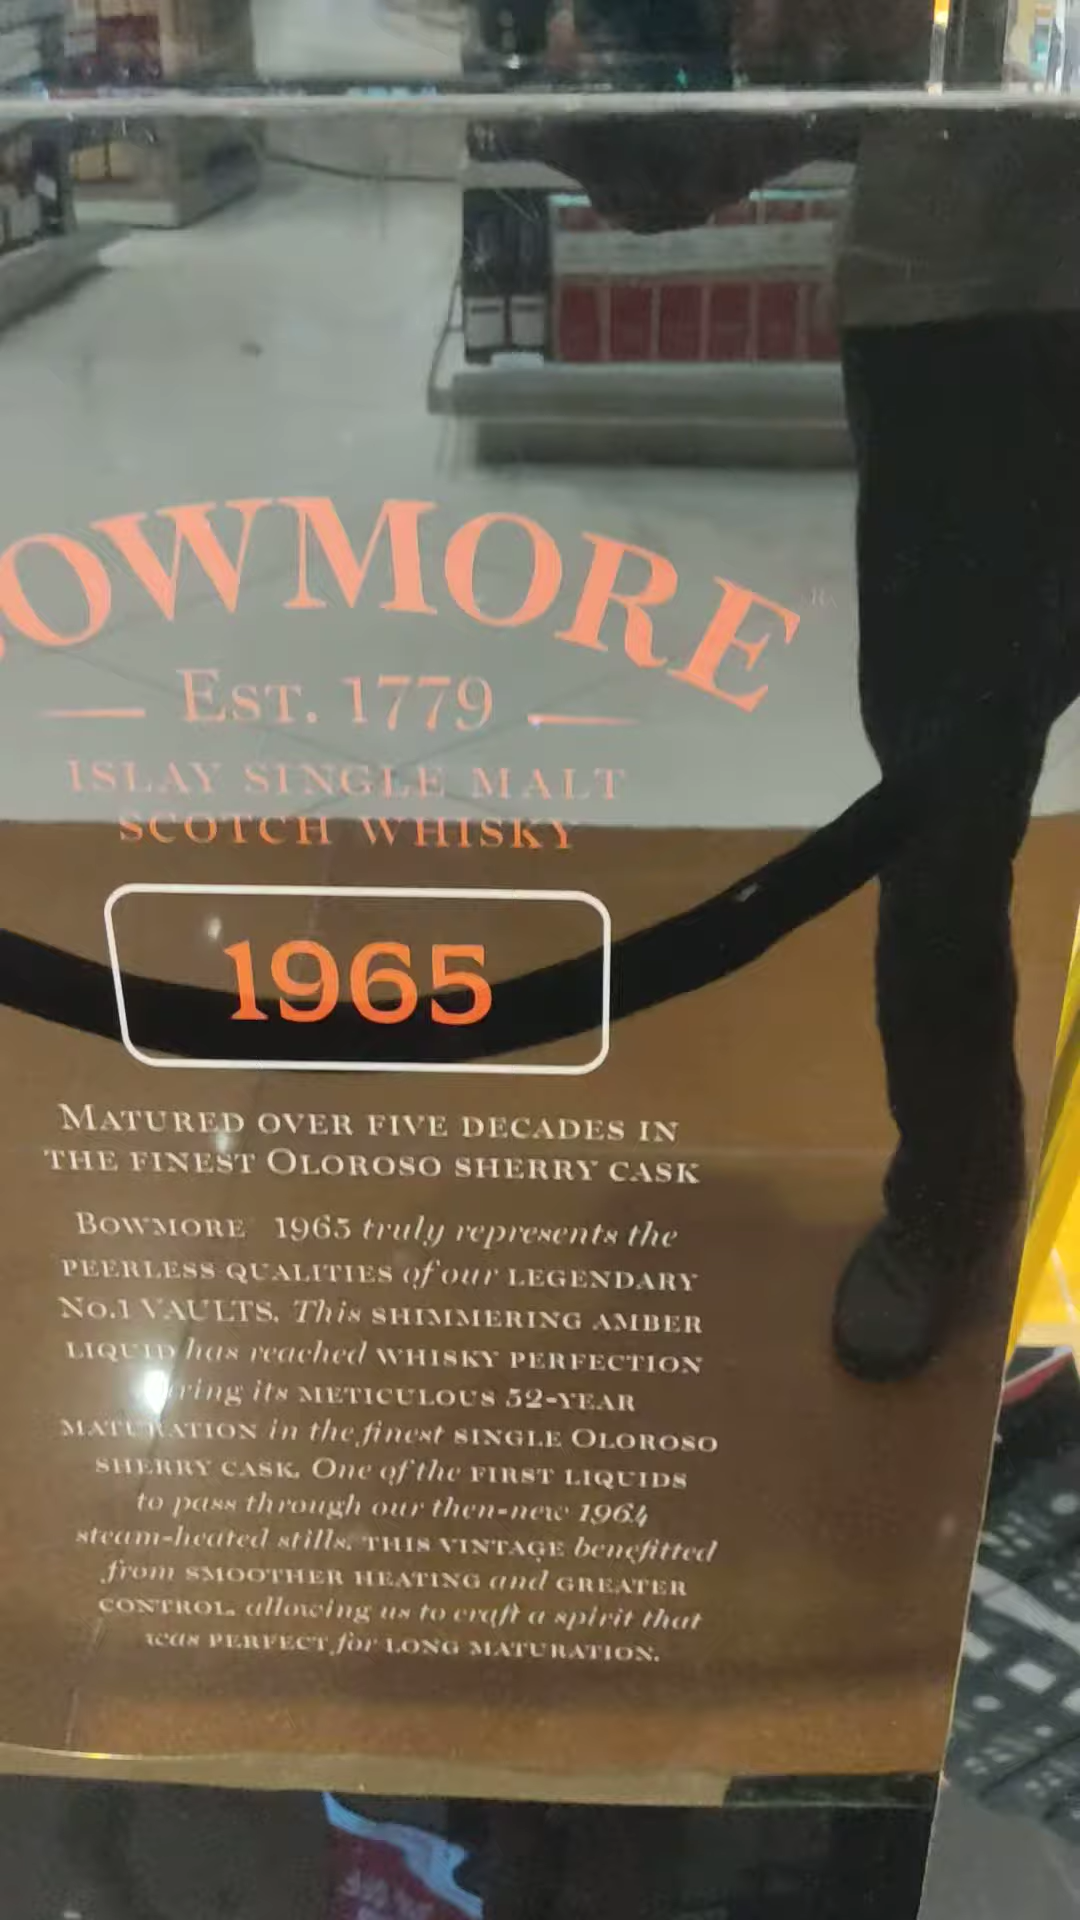 BOWMORE
EST. 1779
ISLAY SINGLE MALT
SCOTCH WHISKY
1965
MATURED OVER FIVE DECADES IN
THE FINEST OLOROSO SHERRY CASK
BOWMORE 1965 truly represents the
PEERLESS QUALITIES of our LEGENDARY
NO.1 VAULTS. This SHIMMERING AMBER
LIQUID has reached WHISKY PERFECTION
during its METICULOUS 52-YEAR
MATURATION in the finest SINGLE OLOROSO
SHERRY CASK. One of the FIRST LIQUIDS
to pass through our then-new 1964
steam-heated stills, THIS VINTAGE benefitted
from SMOOTHER HEATING and GREATER
CONTROL, allowing us to craft a spirit that
was PERFECT for LONG MATURATION.